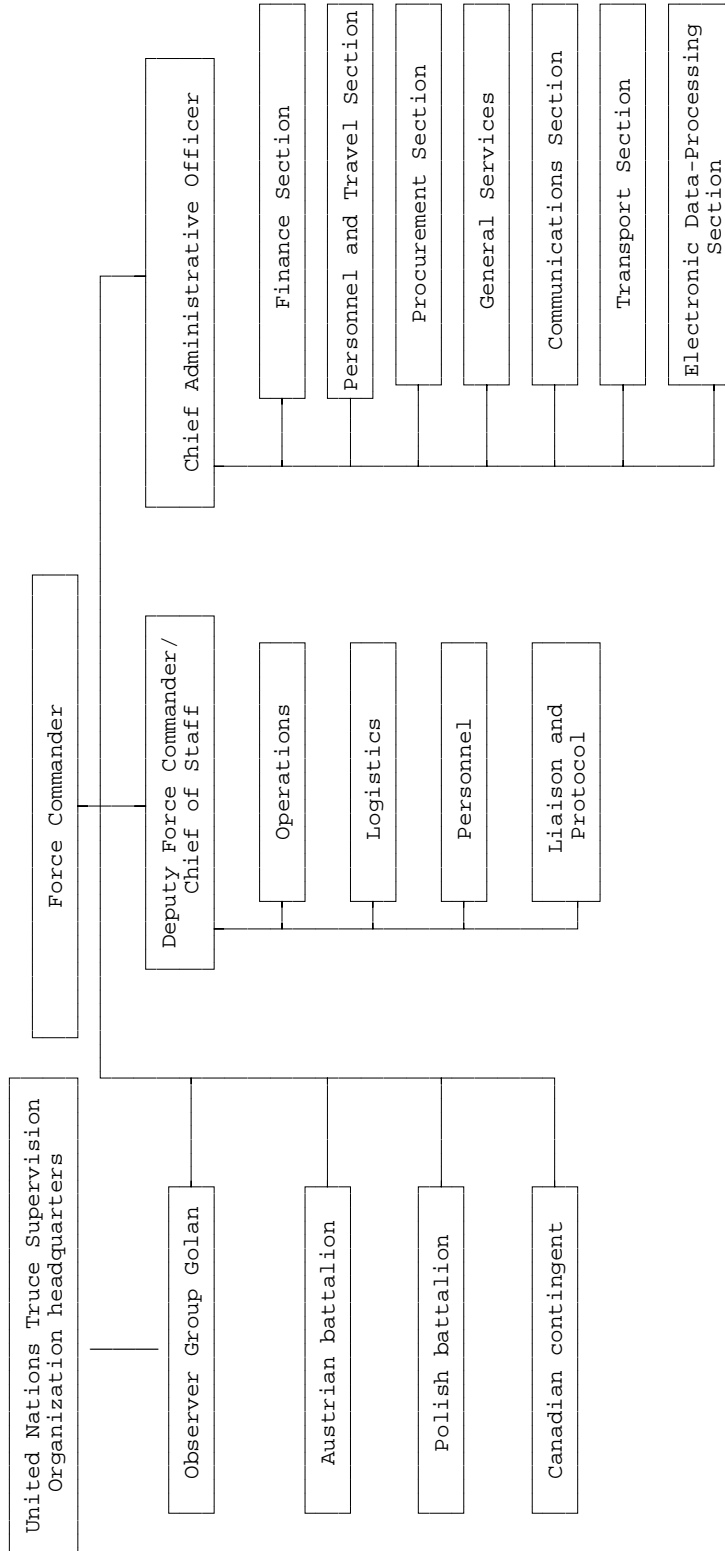 United Nations Truce Supervision
Organization headquarters
Observer Group Golan
Austrian battalion
Polish battalion
Canadian contingent
Force Commander
Deputy Force Commander/
Chief of Staff
Operations
Logistics
Personnel
Liaison and
Protocol
Chief Administrative Officer
Finance Section
Personnel and Travel Section
Procurement Section
General Services
Communications Section
Transport Section
Electronic Data-Processing
Section